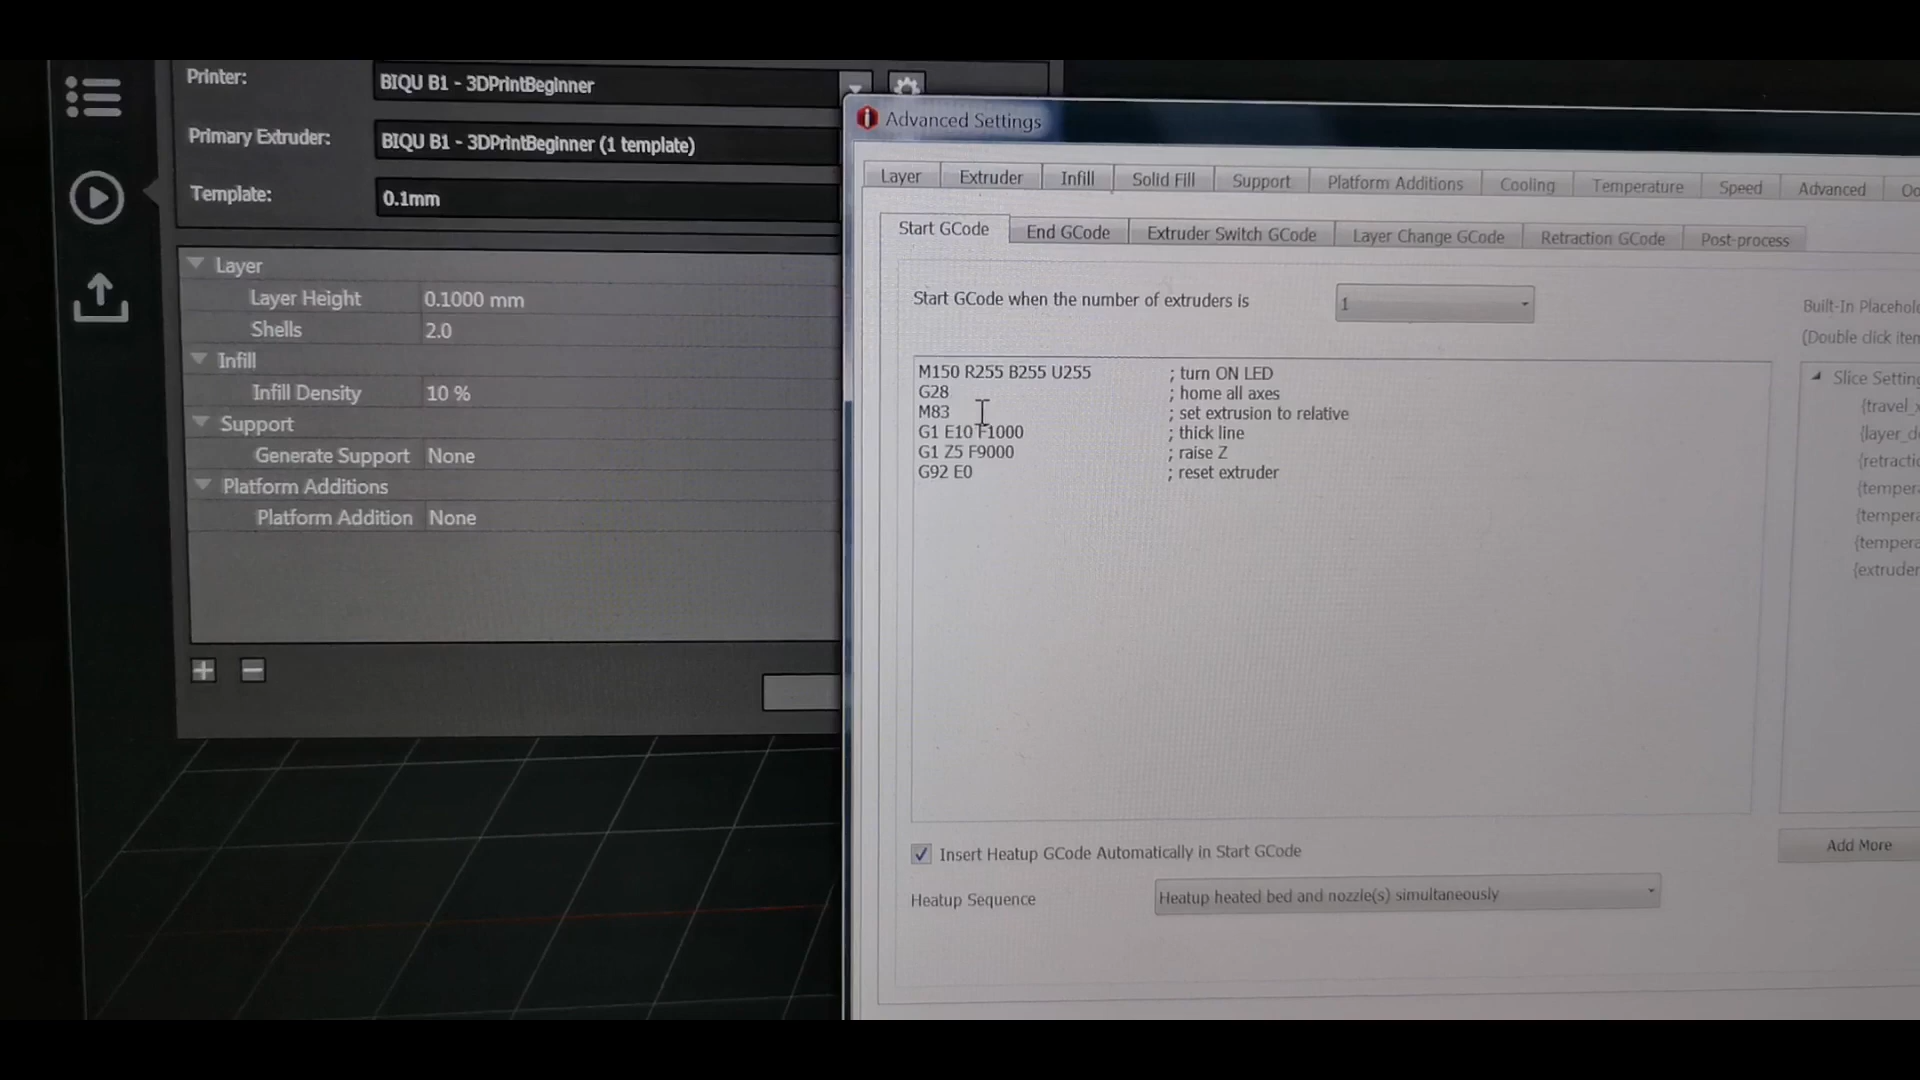 Printer:
BIQU B1 - 3DPrintBeginner
Primary Extruder:
BIQU B1 - 3DPrintBeginner (1 template)
Template:
0.1mm
Layer
Layer Height 0.1000 mm
Shells 2.0
Infill
Infill Density 10 %
Support
Generate Support None
Platform Additions
Platform Addition None
Advanced Settings
Layer Extruder Infill Solid Fill Support Platform Additions Cooling Temperature Speed Advanced
Start GCode End GCode Extruder Switch GCode Layer Change GCode Retraction GCode Post-process
Start GCode when the number of extruders is 1
M150 R255 B255 U255 ; turn ON LED
G28 ; home all axes
M83 ; set extrusion to relative
G1 E10 F1000 ; thick line
G1 Z5 F9000 ; raise Z
G92 E0 ; reset extruder
Insert Heatup GCode Automatically in Start GCode
Heatup Sequence Heatup heated bed and nozzle(s) simultaneously
Built-In
(Double click
Slice
Add More